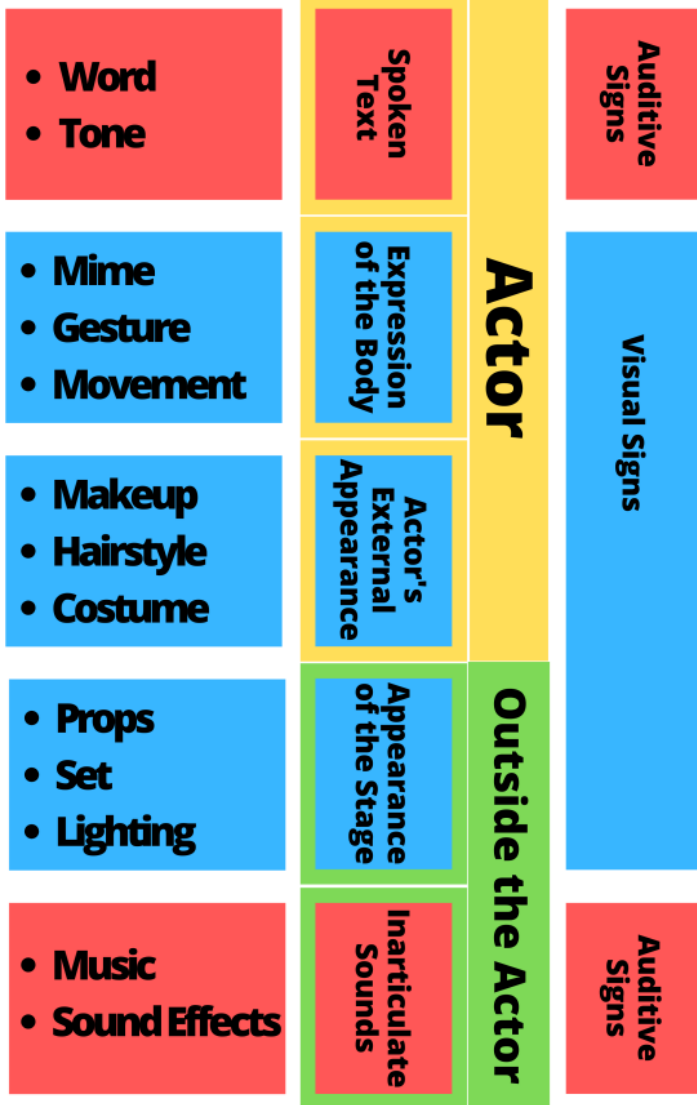 • Word
• Tone
Spoken
Text
Auditive
Signs
Actor
• Mime
• Gesture
• Movement
Expression
of the Body
Visual Signs
• Makeup
• Hairstyle
• Costume
Actor's
External
Appearance
• Props
• Set
• Lighting
Appearance
of the Stage
Outside the Actor
• Music
• Sound Effects
Inarticulate
Sounds
Auditive
Signs